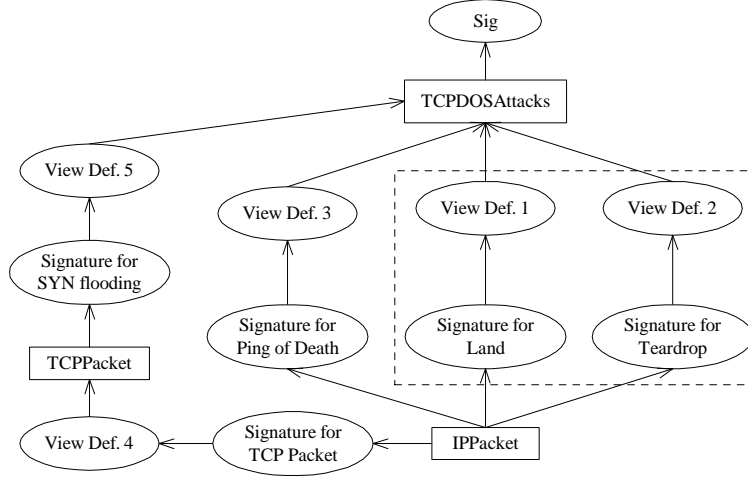 Sig
TCPDOSAttacks
View Def. 5
View Def. 3
View Def. 1
View Def. 2
Signature for
SYN flooding
Signature for
Ping of Death
Signature for
Land
Signature for
Teardrop
TCPPacket
View Def. 4
Signature for
TCP Packet
IPPacket